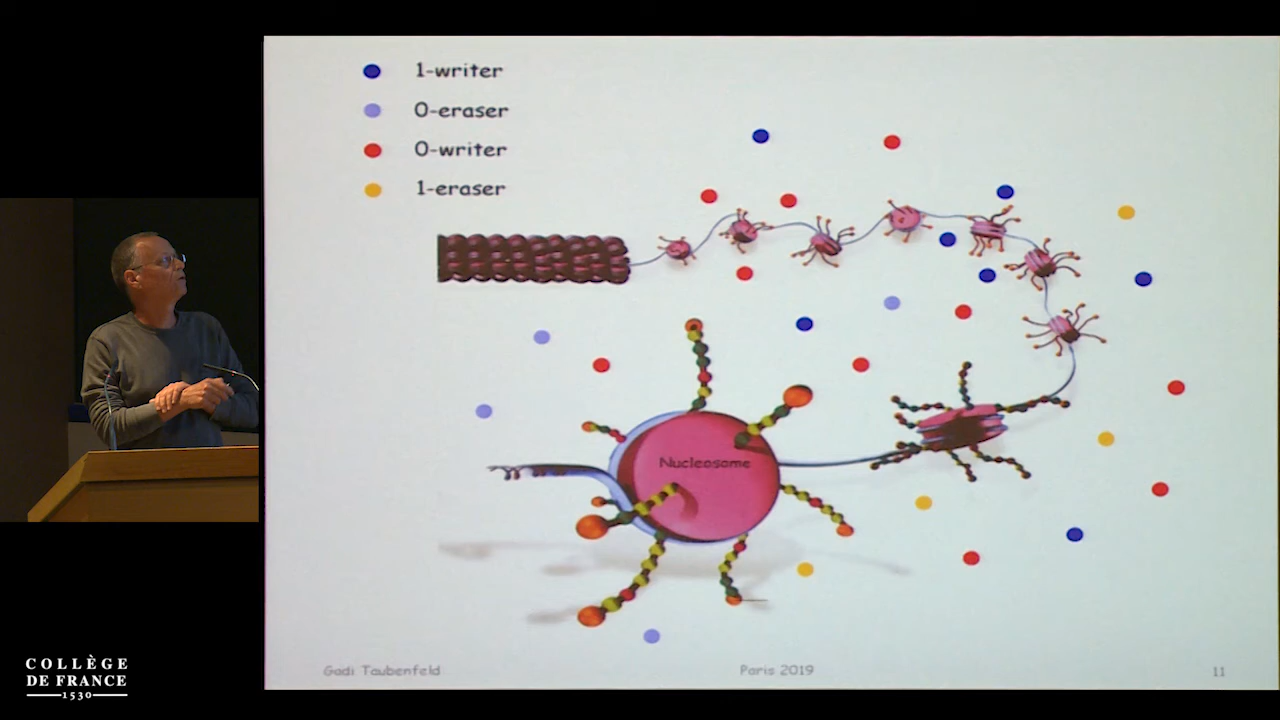 1-writer
0-eraser
0-writer
1-eraser
Nucleosome
Gadi Taubenfeld
Paris 2019
11
COLLÈGE
DE FRANCE
1530